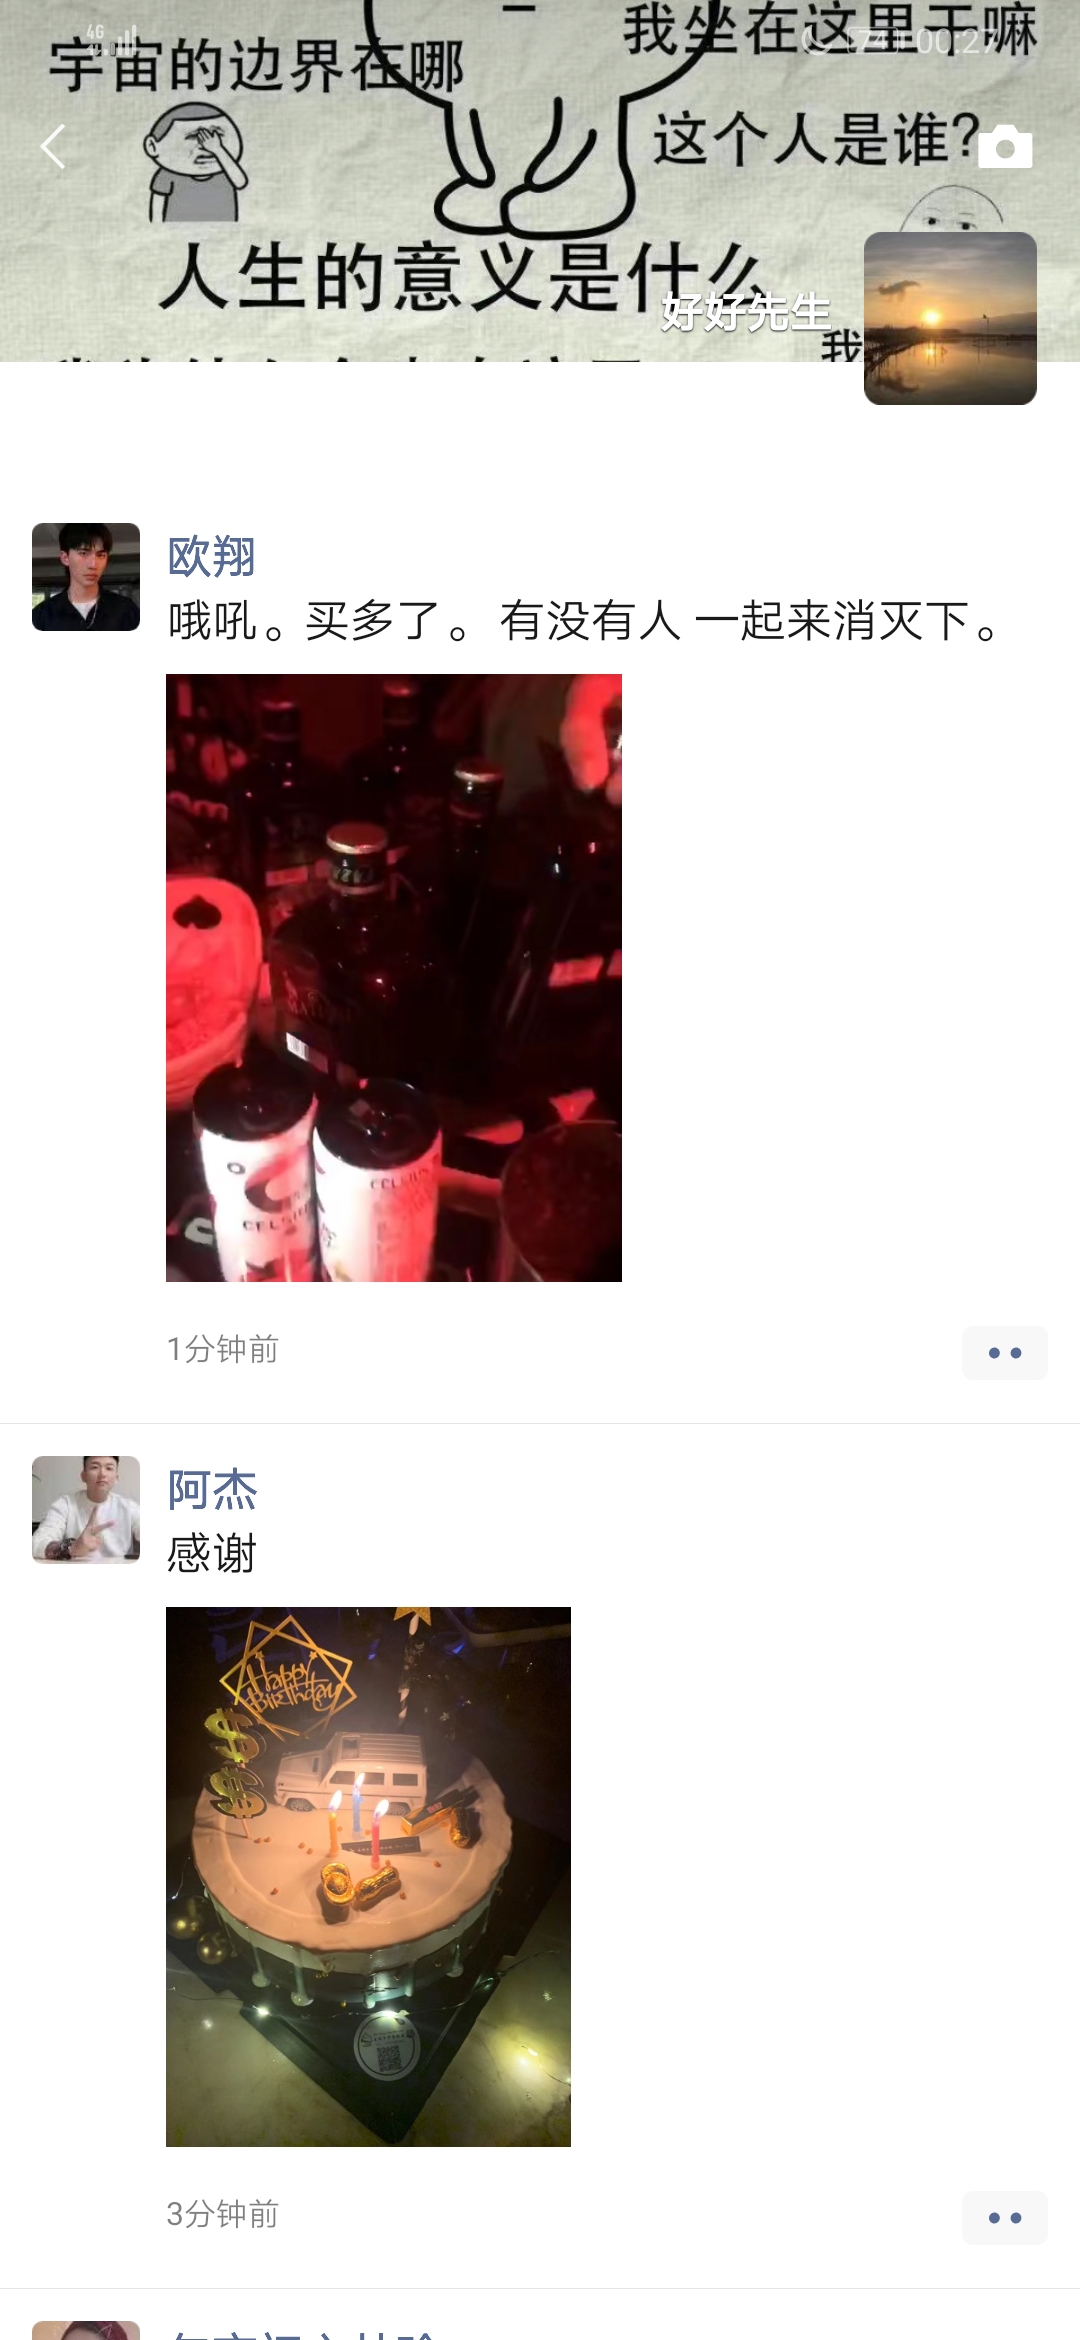 4G
74
00:27
我坐在这里干嘛
宇宙的边界在哪
这个人是谁?
人生的意义是什么
好好先生
我
欧翔
哦吼。买多了。有没有人 一起来消灭下。
CELSIUS
1分钟前
阿杰
感谢
Happy
Birthday
$
$
3分钟前